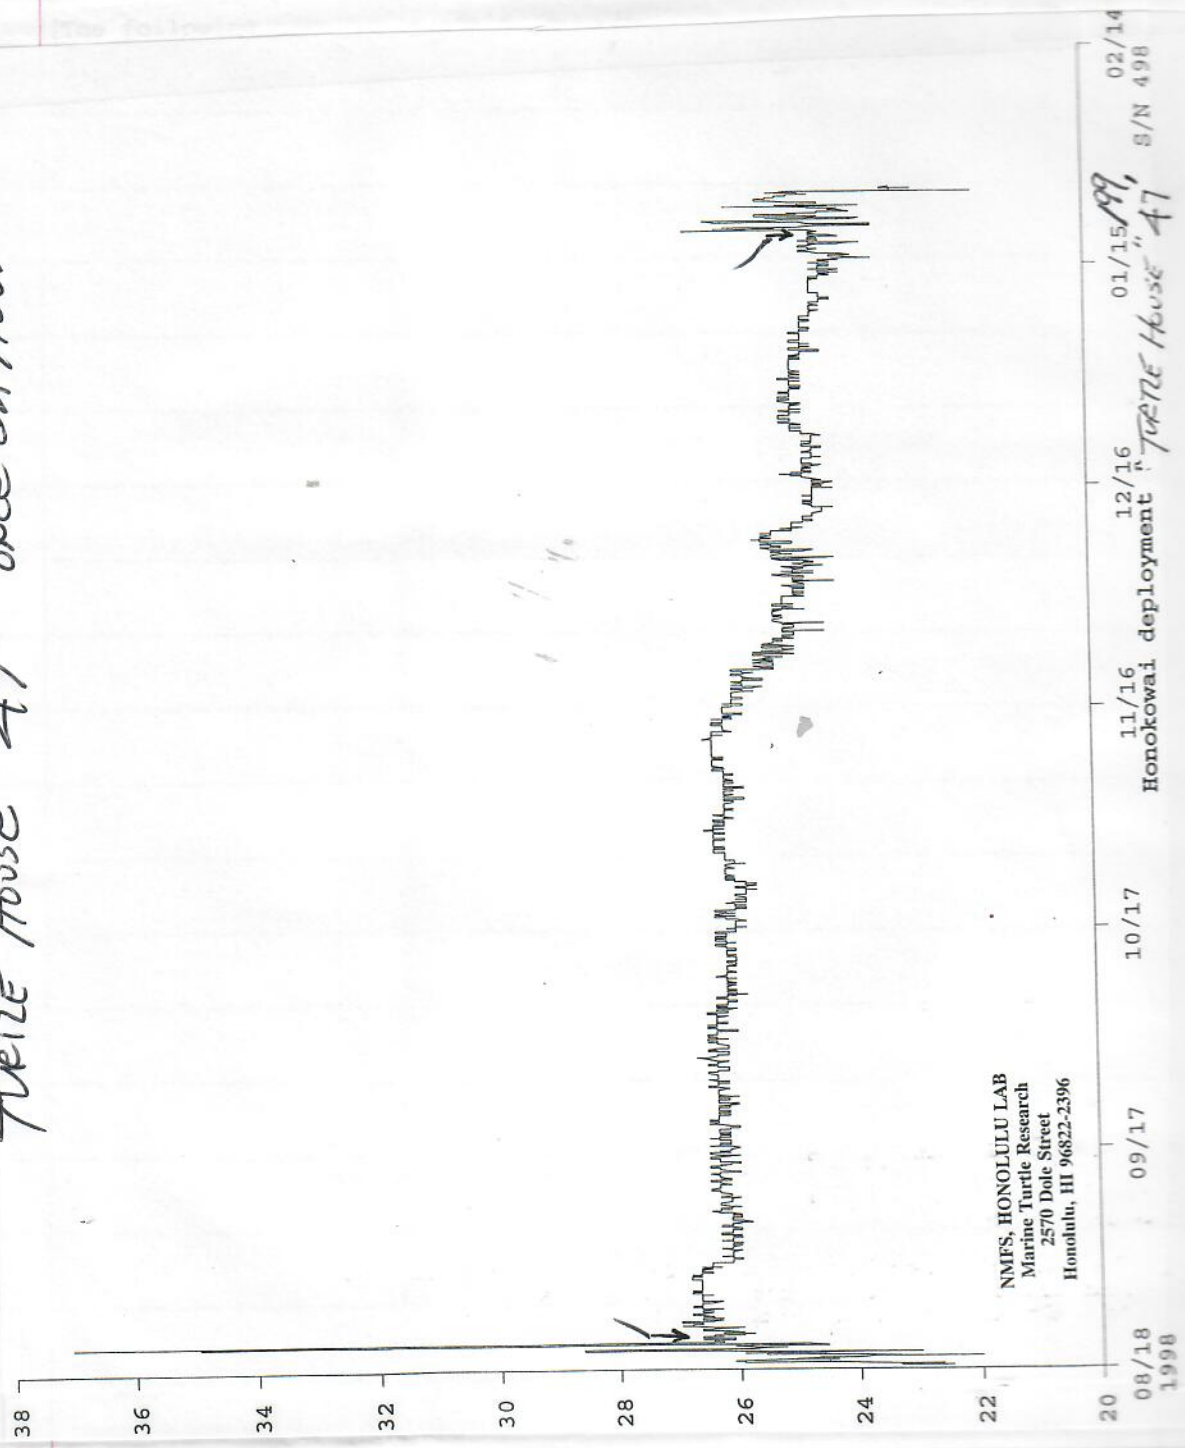 TURTLE HOUSE 47
38
36
34
32
30
28
26
24
22
20
NMFS, HONOLULU LAB
Marine Turtle Research
2570 Dole Street
Honolulu, HI 96822-2396
08/18 09/17 10/17 11/16 12/16 01/15/99, 02/14
1998
Honokowai deployment "TURTLE HOUSE" 47 S/N 498
The following